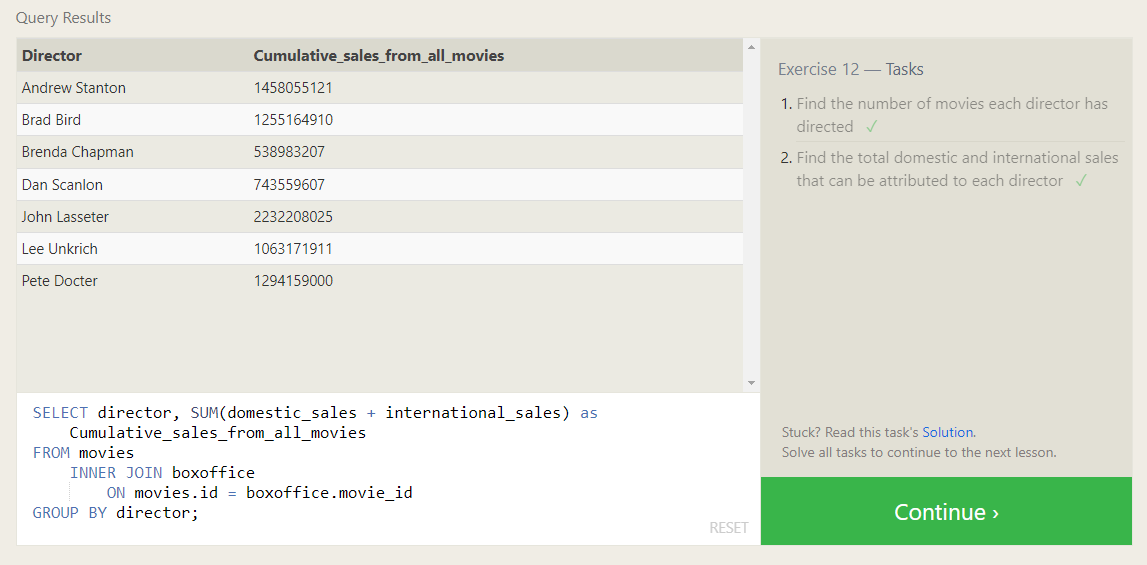 Query Results
Director Cumulative_sales_from_all_movies
Andrew Stanton 1458055121
Brad Bird 1255164910
Brenda Chapman 538983207
Dan Scanlon 743559607
John Lasseter 2232208025
Lee Unkrich 1063171911
Pete Docter 1294159000
SELECT director, SUM(domestic_sales + international_sales) as
Cumulative_sales_from_all_movies
FROM movies
INNER JOIN boxoffice
ON movies.id = boxoffice.movie_id
GROUP BY director;
RESET
Exercise 12 — Tasks
1. Find the number of movies each director has
directed ✓
2. Find the total domestic and international sales
that can be attributed to each director ✓
Stuck? Read this task's Solution.
Solve all tasks to continue to the next lesson.
Continue ›